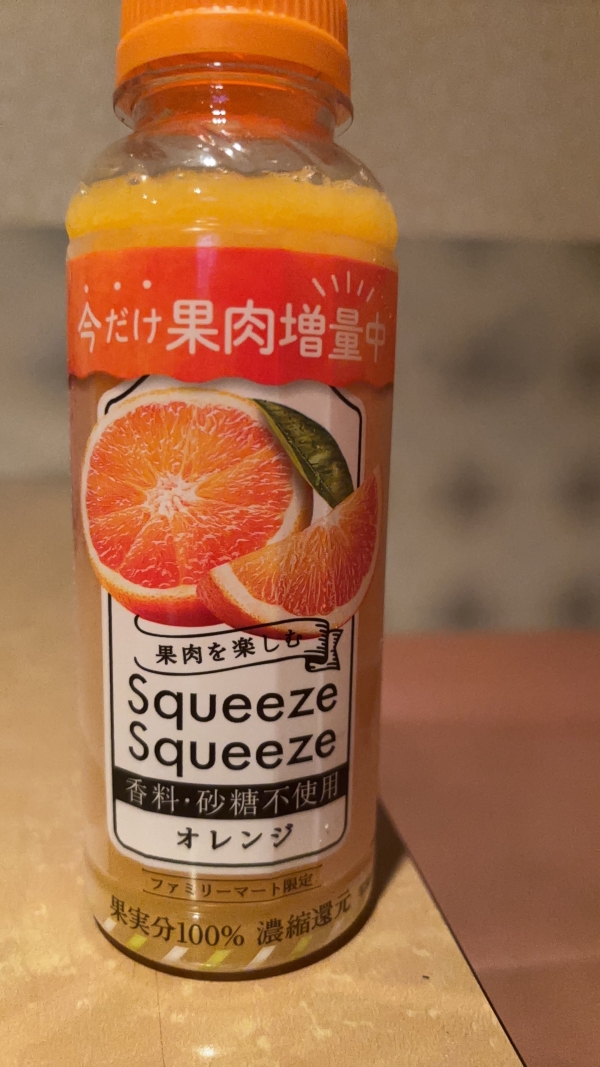 今だけ果肉増量中
果肉を楽しむ
Squeeze
Squeeze
香料・砂糖不使用
オレンジ
ファミリーマート限定
果実分100% 濃縮還元